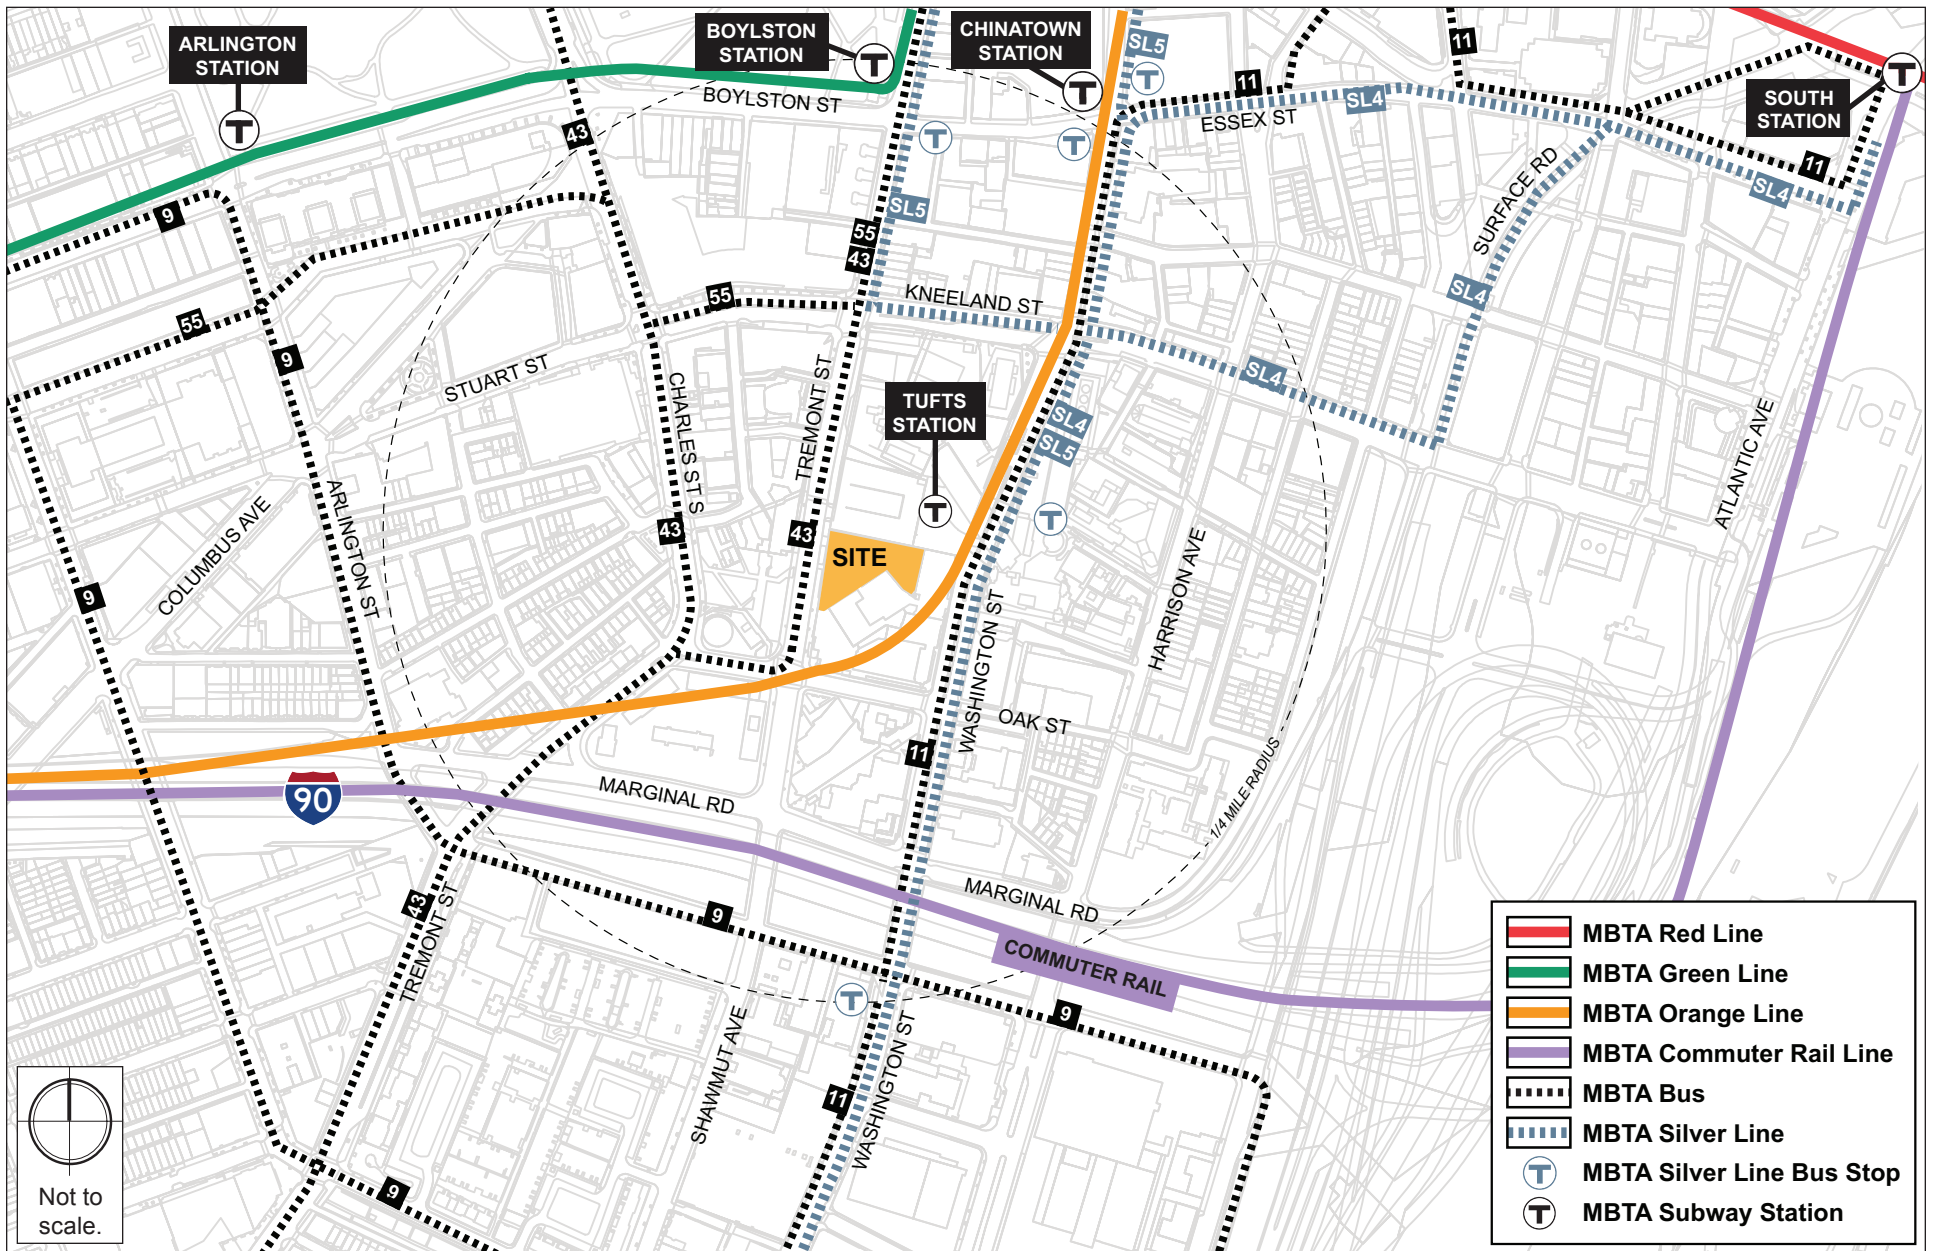 ARLINGTON
STATION
BOYLSTON
STATION
CHINATOWN
STATION
SOUTH
STATION
TUFTS
STATION
T
T
T
T
T
T
T
T
T
T
BOYLSTON ST
ESSEX ST
SURFACE RD
KNEELAND ST
STUART ST
CHARLES ST S
TREMONT ST
ARLINGTON ST
COLUMBUS AVE
ATLANTIC AVE
HARRISON AVE
WASHINGTON ST
OAK ST
MARGINAL RD
MARGINAL RD
1/4 MILE RADIUS
TREMONT ST
SHAWMUT AVE
WASHINGTON ST
COMMUTER RAIL
SITE
90
SL5
11
11
SL4
11
SL4
43
9
SL5
55
43
55
55
9
SL4
SL4
SL4
SL5
43
43
9
11
43
9
9
11
9
Not to
scale.
MBTA Red Line
MBTA Green Line
MBTA Orange Line
MBTA Commuter Rail Line
MBTA Bus
MBTA Silver Line
T MBTA Silver Line Bus Stop
T MBTA Subway Station